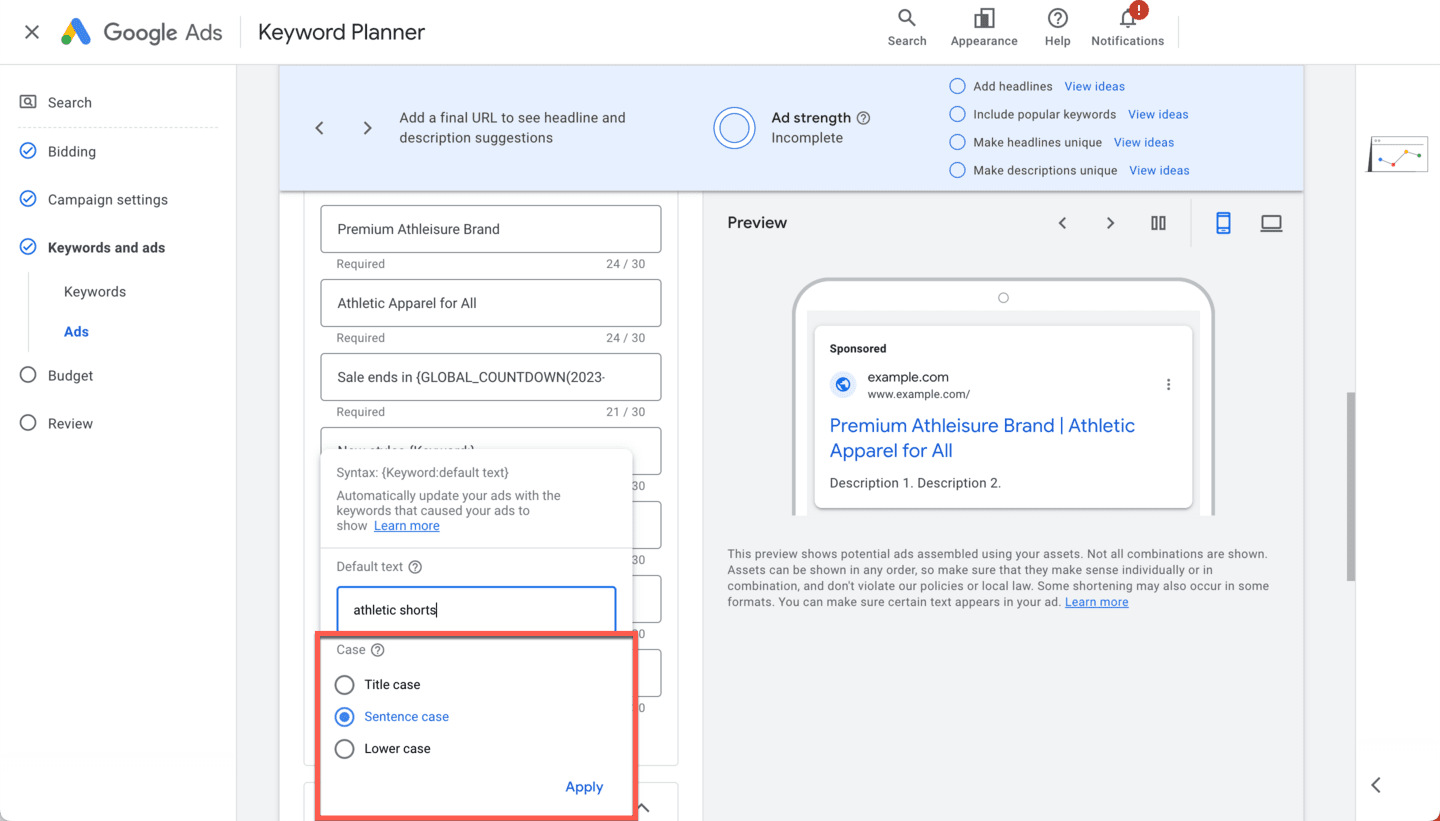 Google Ads
Keyword Planner
Search
Appearance
Help
!
Notifications
Search
Bidding
Campaign settings
Keywords and ads
Keywords
Ads
Budget
Review
Add a final URL to see headline and
description suggestions
Ad strength ?
Incomplete
Add headlines View ideas
Include popular keywords View ideas
Make headlines unique View ideas
Make descriptions unique View ideas
Premium Athleisure Brand
Required 24 / 30
Athletic Apparel for All
Required 24 / 30
Sale ends in {GLOBAL_COUNTDOWN(2023-
Required 21 / 30
New styles {Keyword:}
30
Syntax: {Keyword:default text}
Automatically update your ads with the
keywords that caused your ads to
show Learn more
30
Default text ?
athletic shorts
30
Case ?
Title case
Sentence case
30
Lower case
Apply
Preview
Sponsored
example.com
www.example.com/
Premium Athleisure Brand | Athletic
Apparel for All
Description 1. Description 2.
This preview shows potential ads assembled using your assets. Not all combinations are shown.
Assets can be shown in any order, so make sure that they make sense individually or in
combination, and don't violate our policies or local law. Some shortening may also occur in some
formats. You can make sure certain text appears in your ad. Learn more